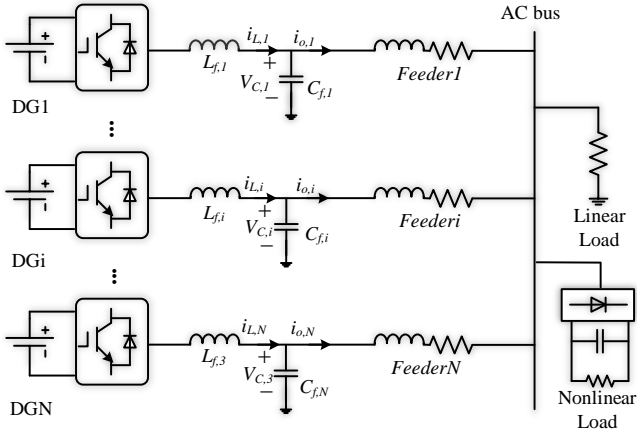 AC bus
i_{L,1}
i_{o,1}
+
-
L_{f,1}
+
V_{C,1}
-
C_{f,1}
Feeder1
DG1
...
i_{L,i}
i_{o,i}
+
-
L_{f,i}
+
V_{C,i}
-
C_{f,i}
Feederi
DGi
Linear
Load
...
i_{L,N}
i_{o,N}
+
-
L_{f,3}
+
V_{C,3}
-
C_{f,N}
FeederN
DGN
Nonlinear
Load